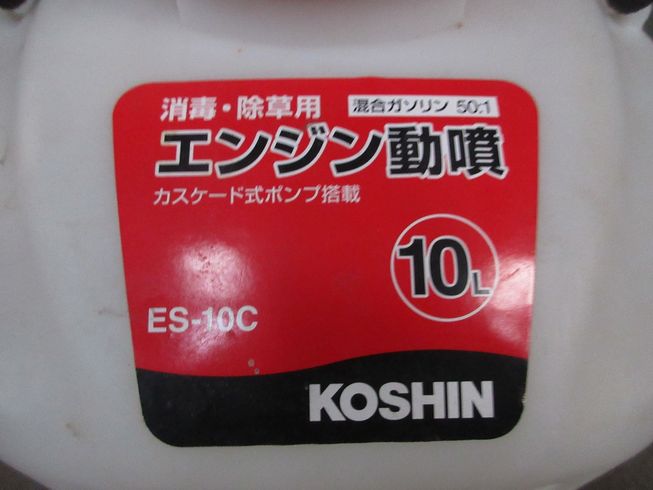 消毒・除草用 混合ガソリン 50:1
エンジン動噴
カスケード式ポンプ搭載
10L
ES-10C
KOSHIN